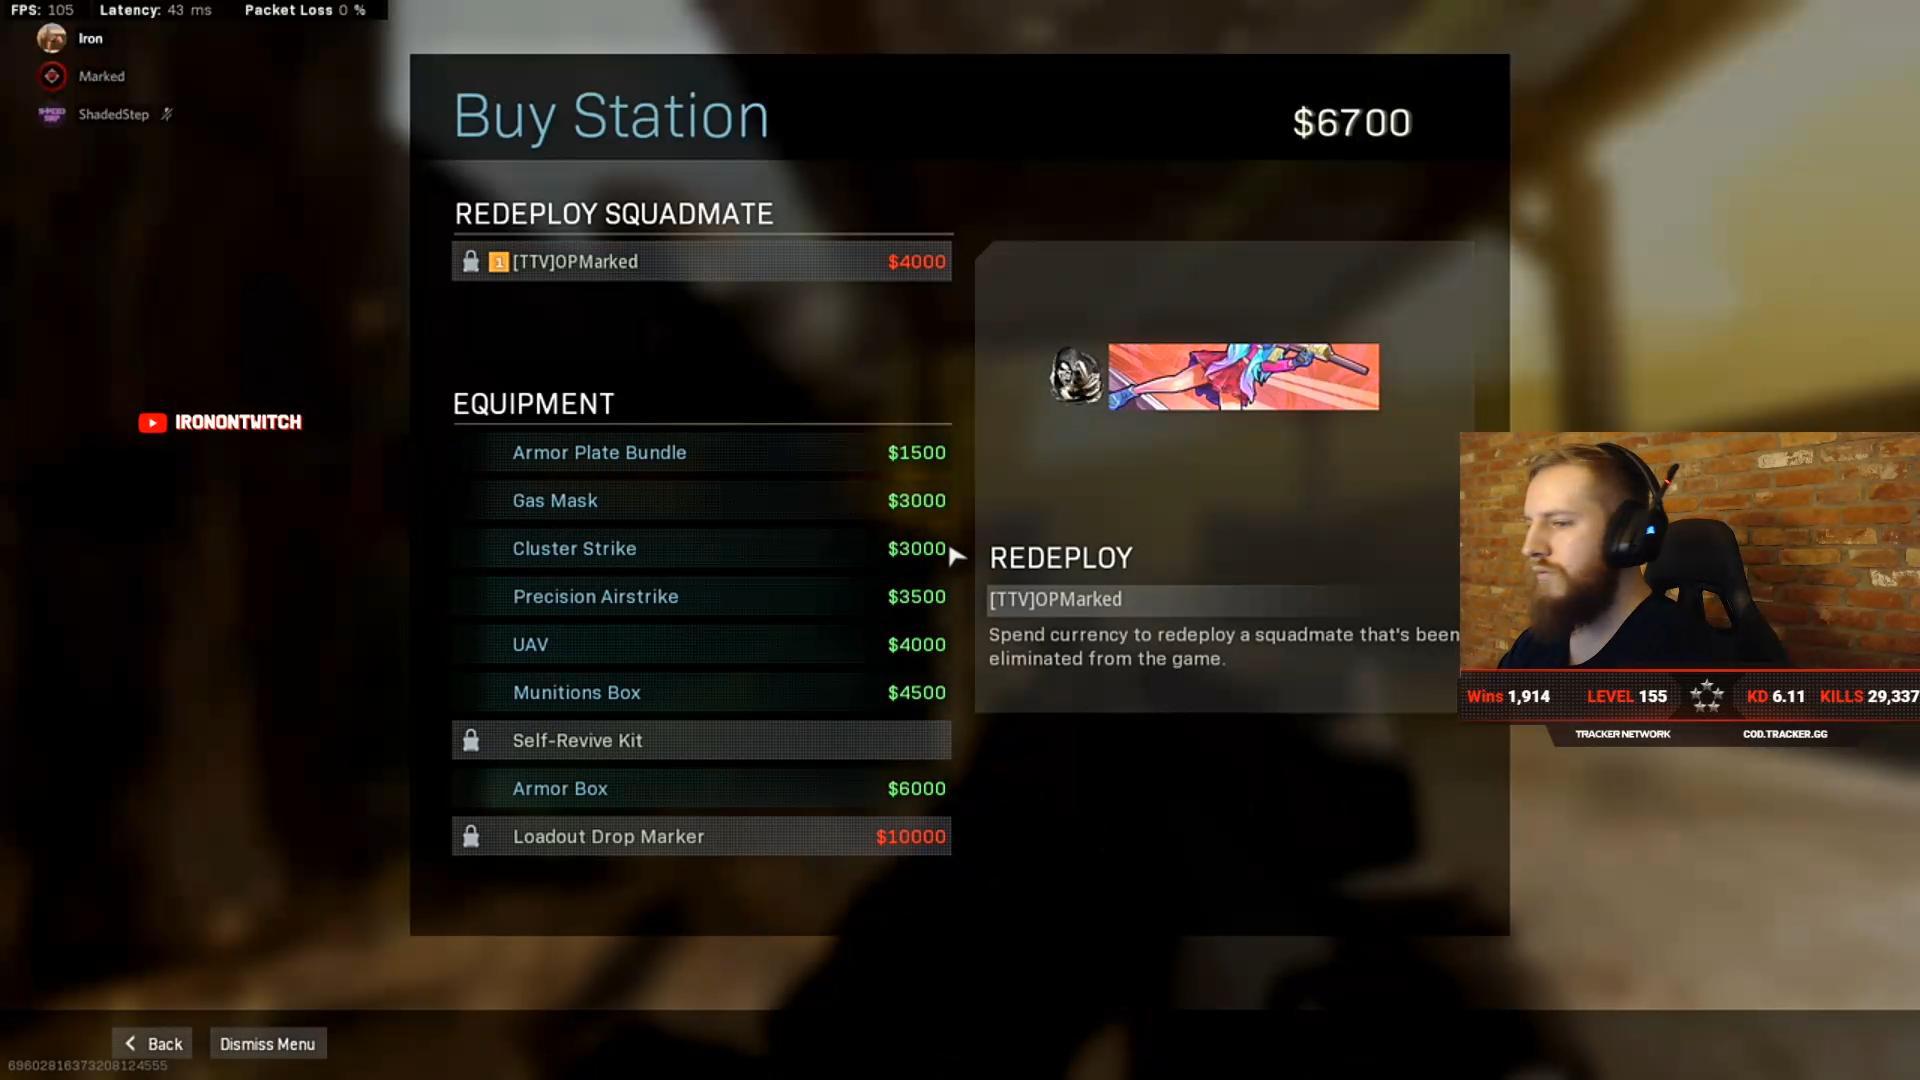 FPS: 105 Latency: 43 ms Packet Loss 0 %
Iron
Marked
ShadedStep
Buy Station
$6700
REDEPLOY SQUADMATE
1 [TTV]OPMarked $4000
EQUIPMENT
Armor Plate Bundle $1500
Gas Mask $3000
Cluster Strike $3000
Precision Airstrike $3500
UAV $4000
Munitions Box $4500
Self-Revive Kit
Armor Box $6000
Loadout Drop Marker $10000
REDEPLOY
[TTV]OPMarked
Spend currency to redeploy a squadmate that's been
eliminated from the game.
IRONONTWITCH
Wins 1,914 LEVEL 155 KD 6.11 KILLS 29,337
TRACKER NETWORK COD.TRACKER.GG
Back Dismiss Menu
69602816373208124555